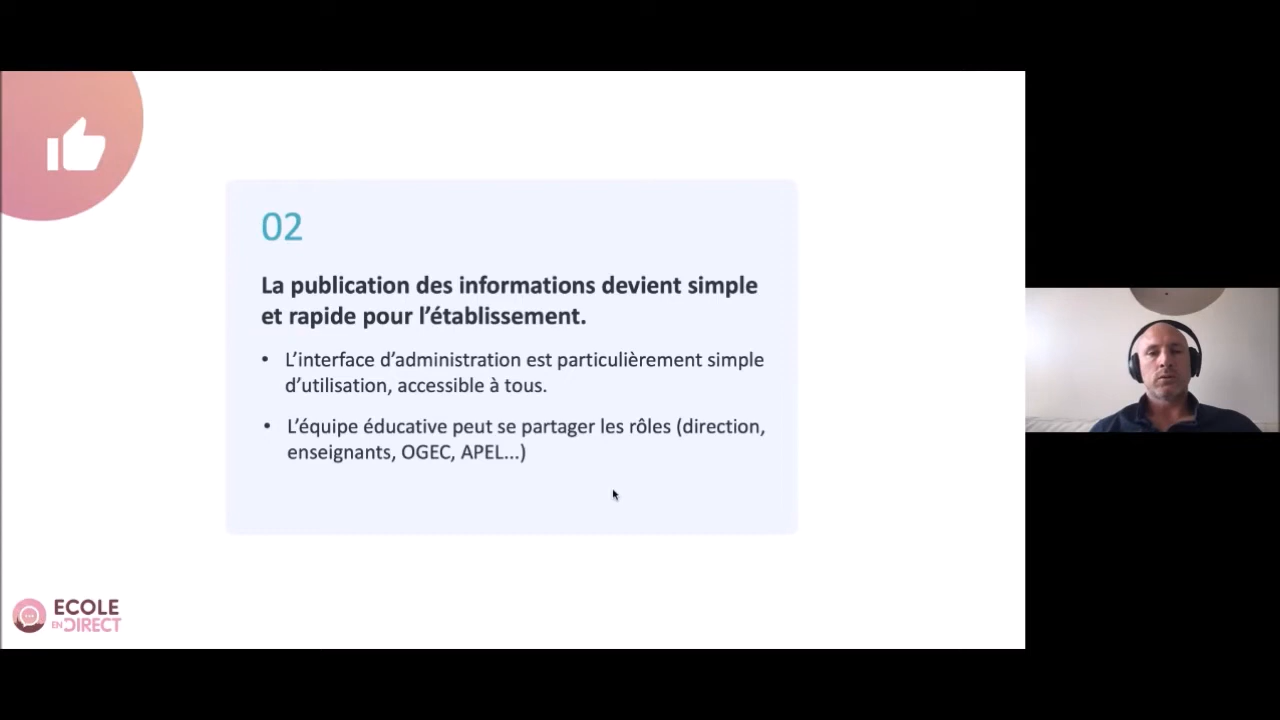 02
La publication des informations devient simple
et rapide pour l’établissement.
• L’interface d’administration est particulièrement simple
d’utilisation, accessible à tous.
• L’équipe éducative peut se partager les rôles (direction,
enseignants, OGEC, APEL...)
ECOLE
EN DIRECT